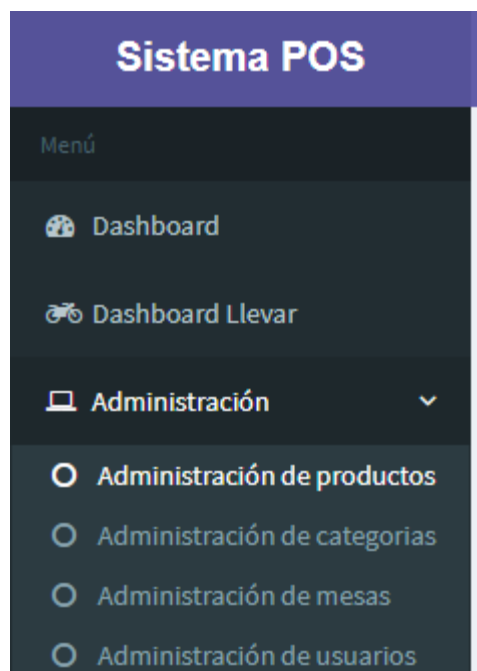 Sistema POS
Menú
Dashboard
Dashboard Llevar
Administración
Administración de productos
Administración de categorias
Administración de mesas
Administración de usuarios